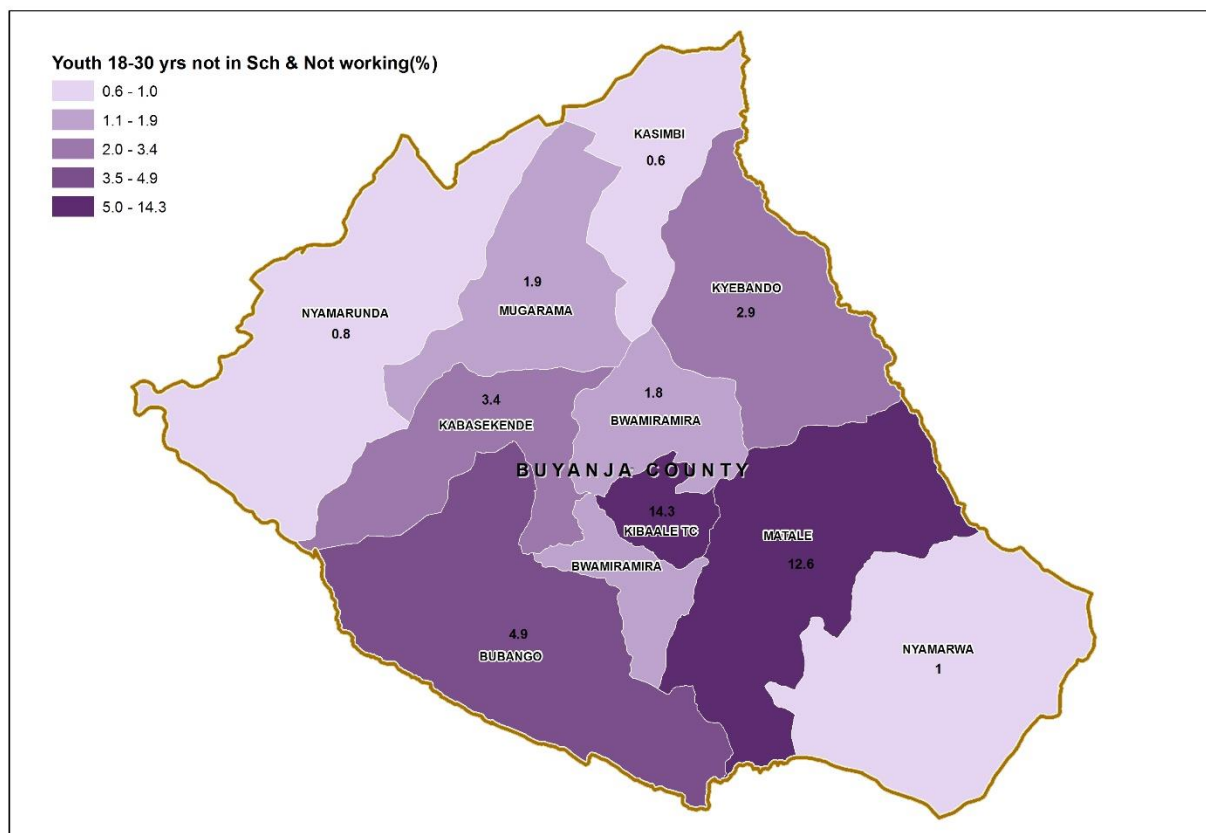 Youth 18-30 yrs not in Sch & Not working(%)
0.6 - 1.0
1.1 - 1.9
2.0 - 3.4
3.5 - 4.9
5.0 - 14.3
KASIMBI
0.6
1.9
MUGARAMA
KYEBANDO
2.9
NYAMARUNDA
0.8
3.4
KABASEKENDE
1.8
BWAMIRAMIRA
BUYANJA COUNTY
14.3
KIBAALE TC
MATALE
12.6
BWAMIRAMIRA
4.9
BUBANGO
NYAMARWA
1